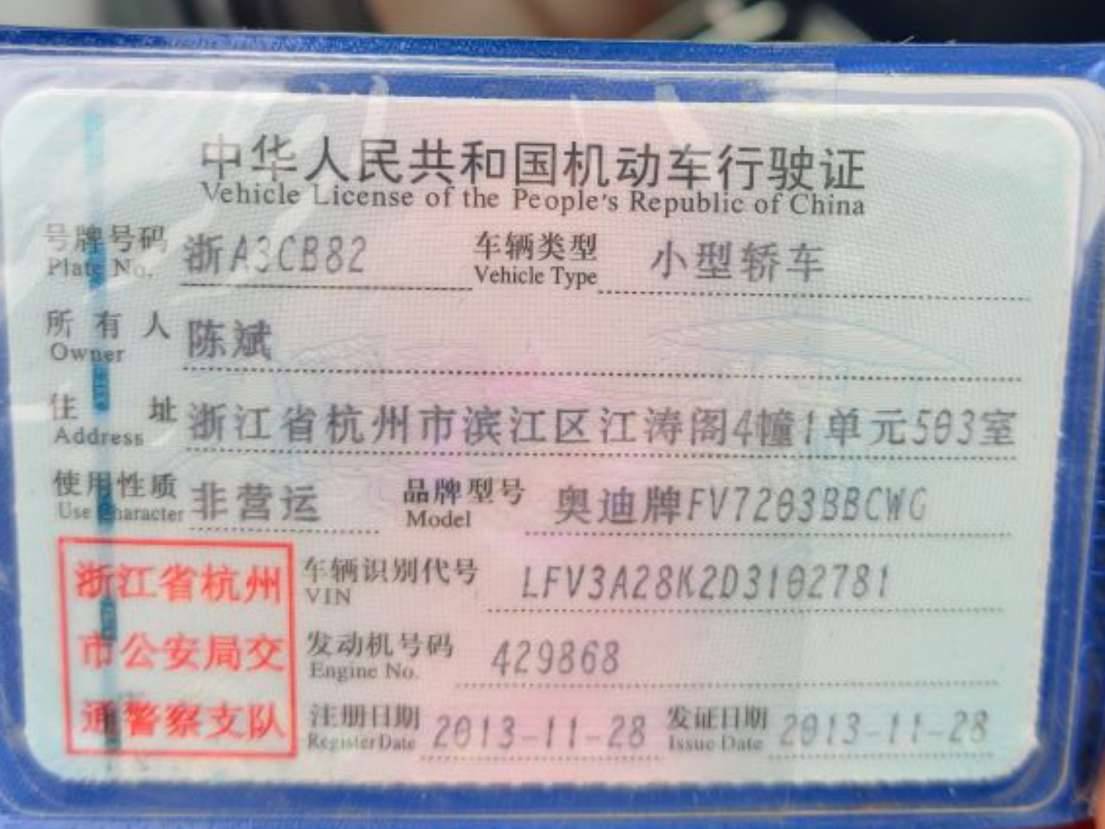 中华人民共和国机动车行驶证
Vehicle License of the People's Republic of China
号牌号码 浙A3CB82 车辆类型 小型轿车
Plate No. Vehicle Type
所有人 陈斌
Owner
住址 浙江省杭州市滨江区江涛阁4幢1单元503室
Address
使用性质 非营运 品牌型号 奥迪牌FV7203BBCWG
Use Character Model
浙江省杭州 车辆识别代号 LFV3A28K2D3102781
VIN
市公安局交 发动机号码 429868
Engine No.
通警察支队 注册日期 2013-11-28 发证日期 2013-11-28
Register Date Issue Date